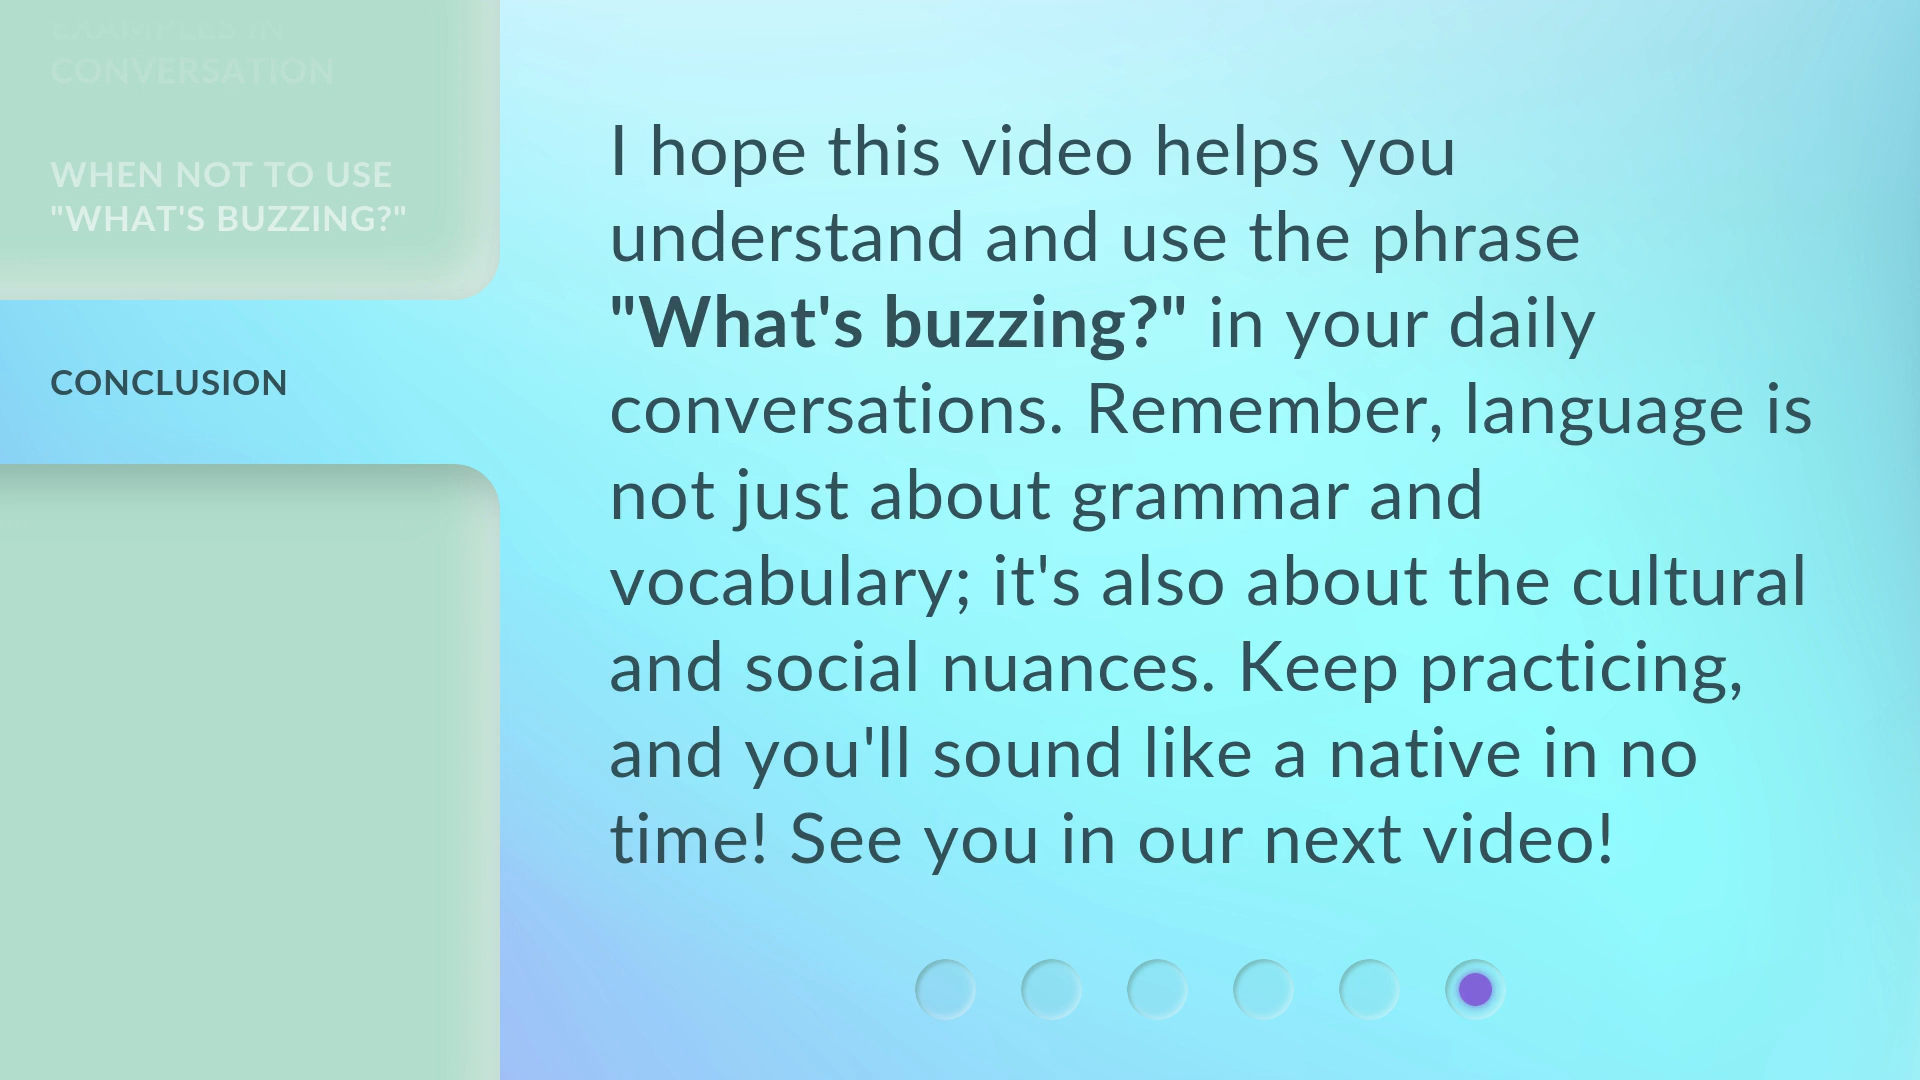 EXAMPLES IN
CONVERSATION
WHEN NOT TO USE
"WHAT'S BUZZING?"
CONCLUSION
I hope this video helps you
understand and use the phrase
"What's buzzing?" in your daily
conversations. Remember, language is
not just about grammar and
vocabulary; it's also about the cultural
and social nuances. Keep practicing,
and you'll sound like a native in no
time! See you in our next video!